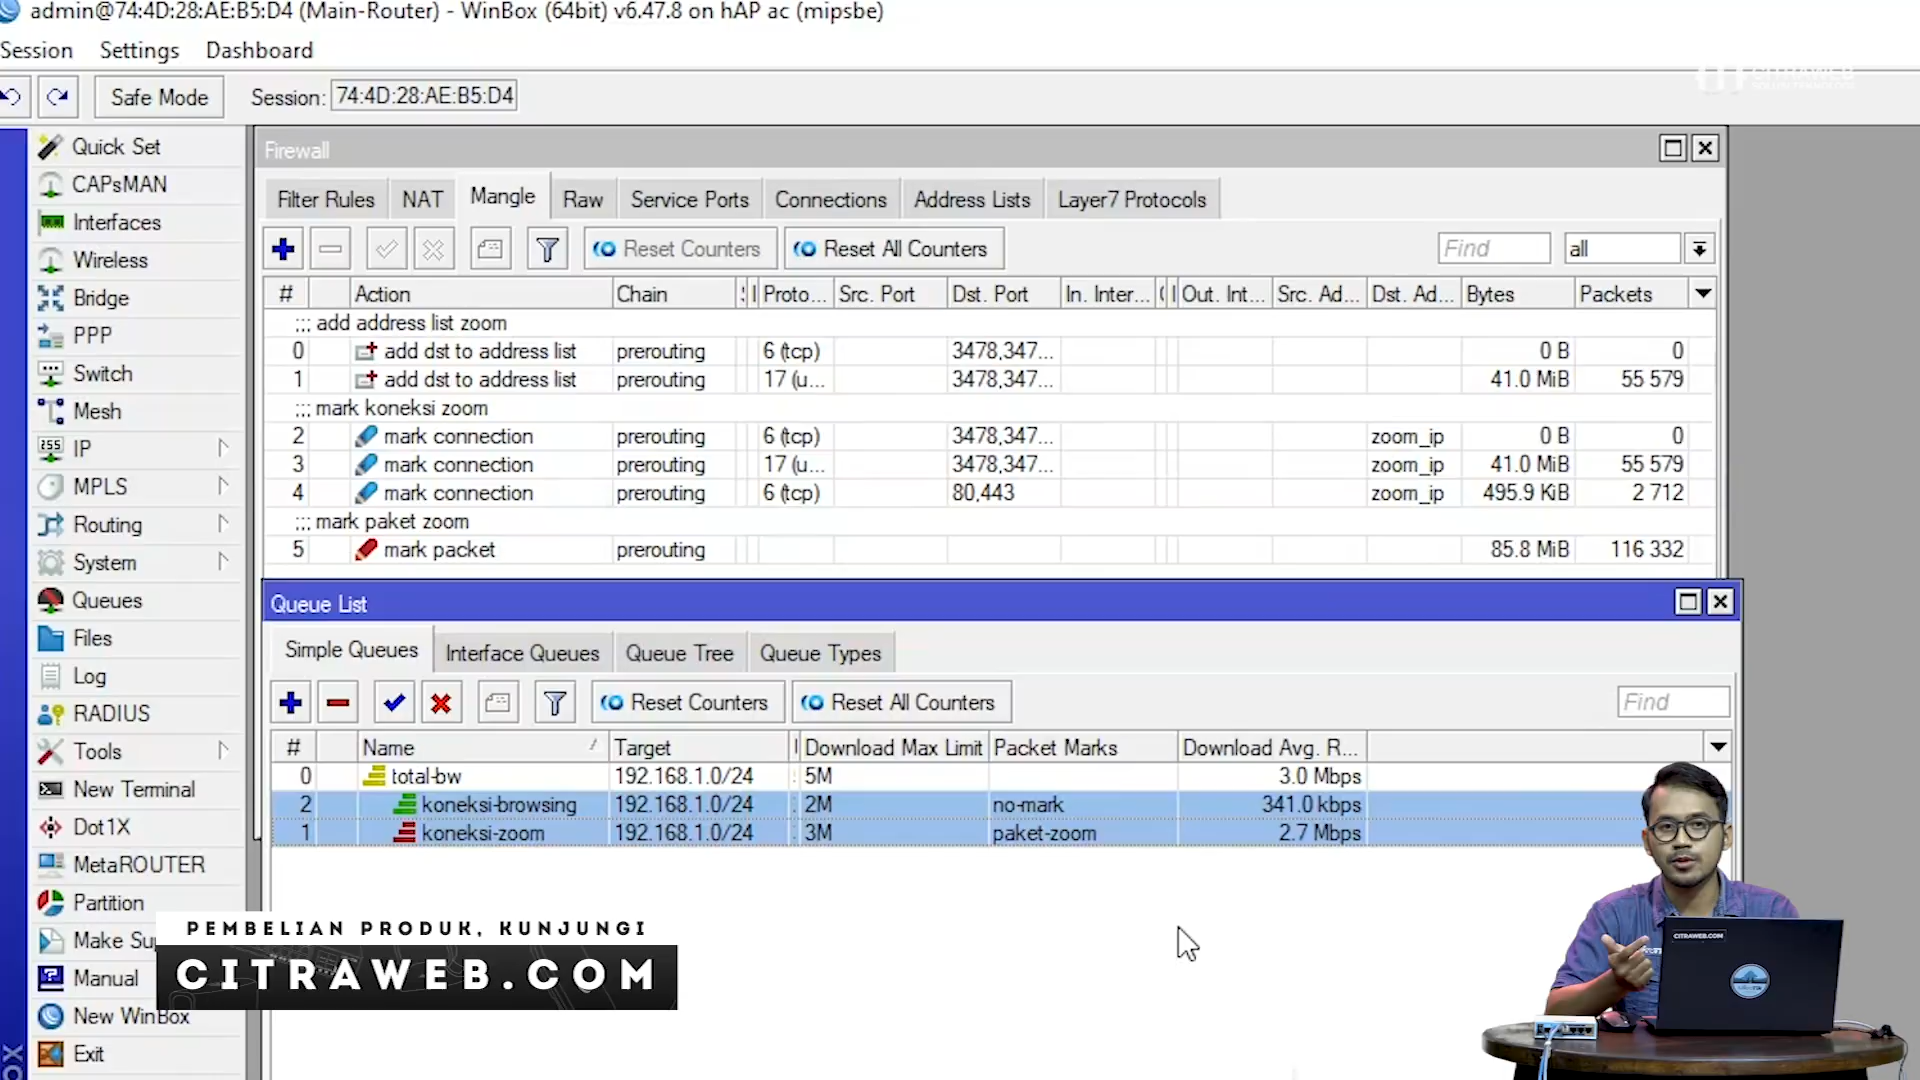 admin@74:4D:28:AE:B5:D4 (Main-Router) - WinBox (64bit) v6.47.8 on hAP ac (mipsbe)
Session Settings Dashboard
CITRAWEB
Safe Mode Session: 74:4D:28:AE:B5:D4
Quick Set
CAPsMAN
Interfaces
Wireless
Bridge
PPP
Switch
Mesh
IP
MPLS
Routing
System
Queues
Files
Log
RADIUS
Tools
New Terminal
Dot1X
MetaROUTER
Partition
Make Sup
Manual
New WinBox
Exit
Firewall
Filter Rules NAT Mangle Raw Service Ports Connections Address Lists Layer7 Protocols
Reset Counters Reset All Counters Find all
# Action Chain Proto... Src. Port Dst. Port In. Inter... Out. Int... Src. Ad... Dst. Ad... Bytes Packets
;;; add address list zoom
0 add dst to address list prerouting 6 (tcp) 3478,347... 0 B 0
1 add dst to address list prerouting 17 (u... 3478,347... 41.0 MiB 55 579
;;; mark koneksi zoom
2 mark connection prerouting 6 (tcp) 3478,347... zoom_ip 0 B 0
3 mark connection prerouting 17 (u... 3478,347... zoom_ip 41.0 MiB 55 579
4 mark connection prerouting 6 (tcp) 80,443 zoom_ip 495.9 KiB 2 712
;;; mark paket zoom
5 mark packet prerouting 85.8 MiB 116 332
Queue List
Simple Queues Interface Queues Queue Tree Queue Types
Reset Counters Reset All Counters Find
# Name Target Download Max Limit Packet Marks Download Avg. R...
0 total-bw 192.168.1.0/24 5M 3.0 Mbps
2 koneksi-browsing 192.168.1.0/24 2M no-mark 341.0 kbps
1 koneksi-zoom 192.168.1.0/24 3M paket-zoom 2.7 Mbps
PEMBELIAN PRODUK, KUNJUNGI
CITRAWEB.COM
CITRAWEB.COM